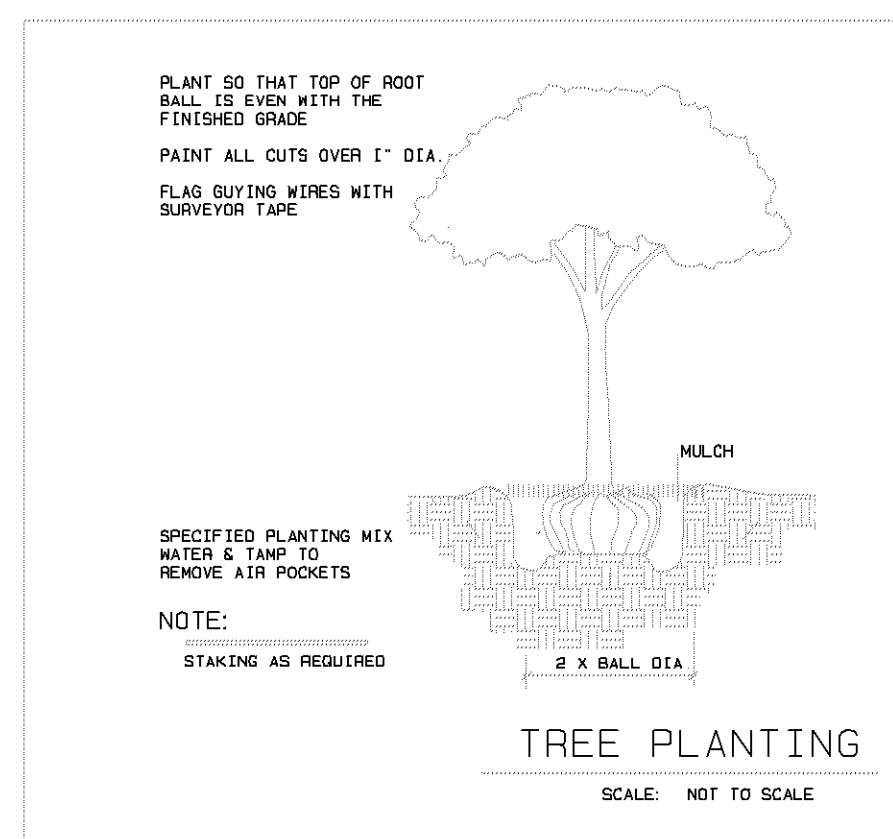 PLANT SO THAT TOP OF ROOT
BALL IS EVEN WITH THE
FINISHED GRADE
PAINT ALL CUTS OVER 1" DIA.
FLAG GUYING WIRES WITH
SURVEYOR TAPE
MULCH
SPECIFIED PLANTING MIX
WATER & TAMP TO
REMOVE AIR POCKETS
NOTE:
STAKING AS REQUIRED
2 X BALL DIA.
TREE PLANTING
SCALE: NOT TO SCALE